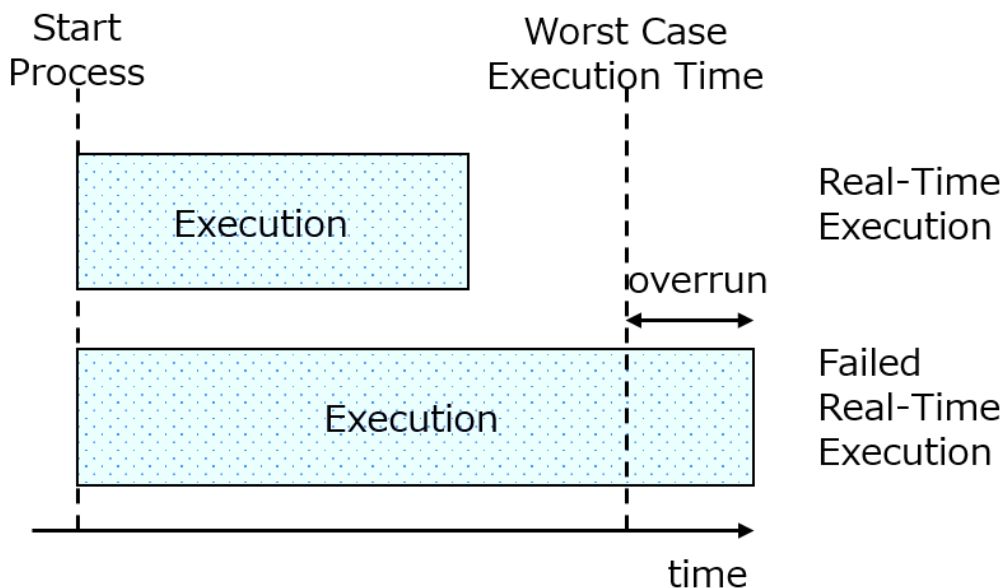 Start
Process
Worst Case
Execution Time
Execution
Real-Time
Execution
overrun
Execution
Failed
Real-Time
Execution
time